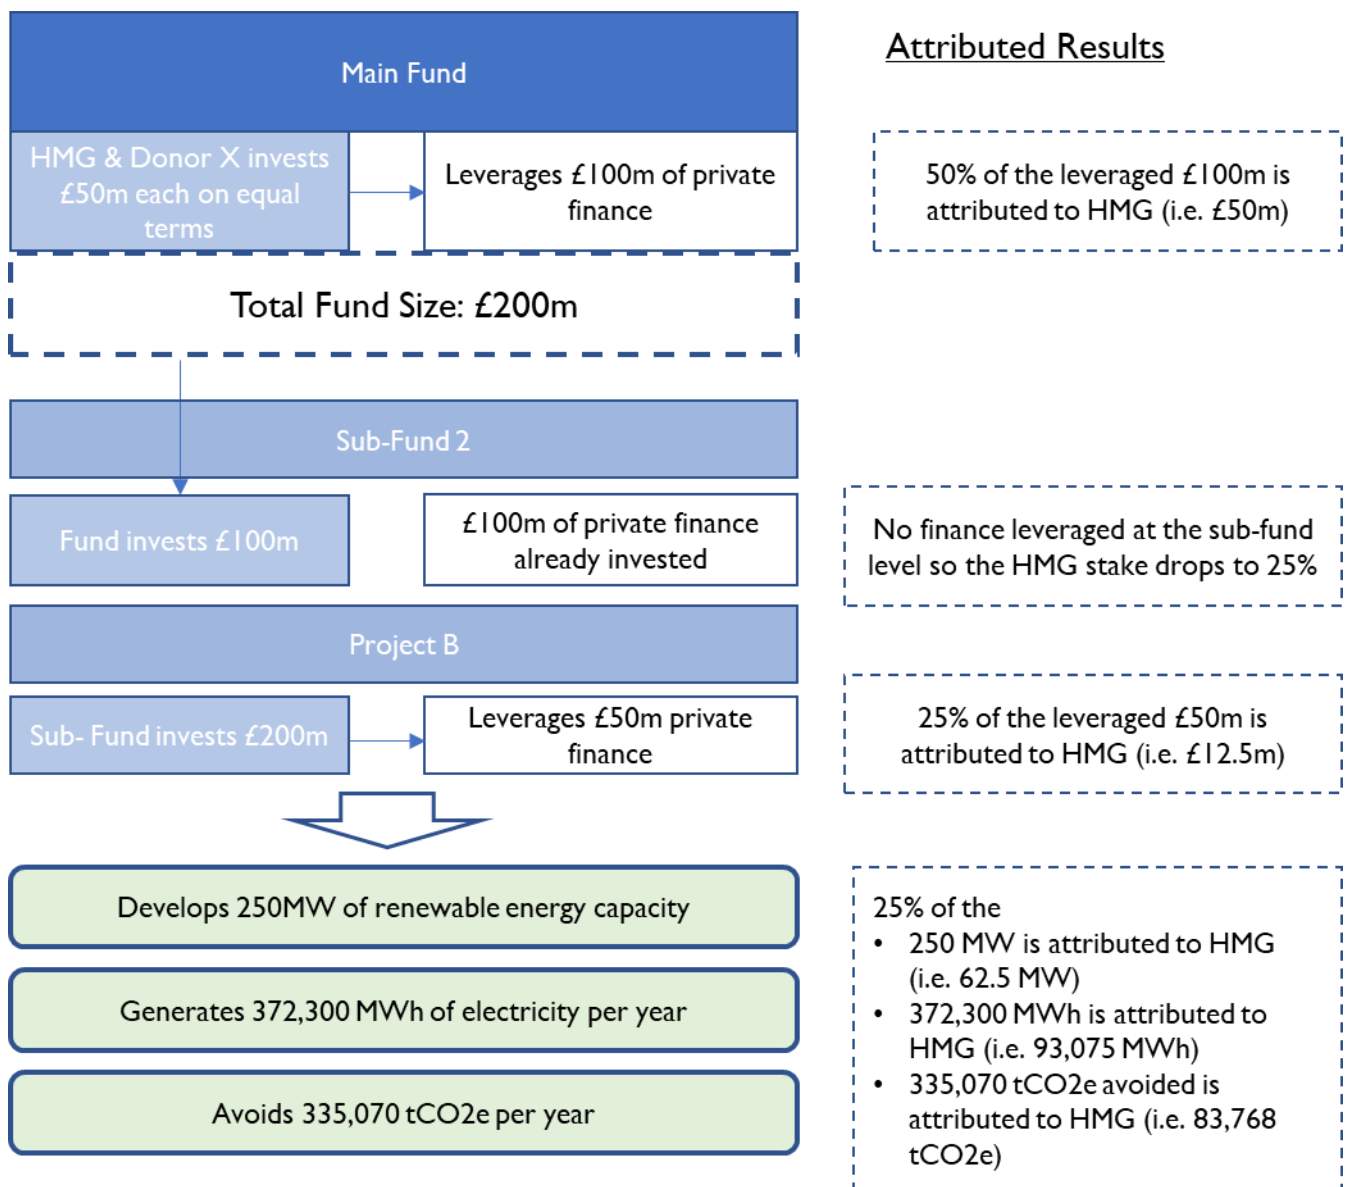 Attributed Results
Main Fund
HMG & Donor X invests
£50m each on equal
terms
Leverages £100m of private
finance
50% of the leveraged £100m is
attributed to HMG (i.e. £50m)
Total Fund Size: £200m
Sub-Fund 2
Fund invests £100m
£100m of private finance
already invested
No finance leveraged at the sub-fund
level so the HMG stake drops to 25%
Project B
Sub- Fund invests £200m
Leverages £50m private
finance
25% of the leveraged £50m is
attributed to HMG (i.e. £12.5m)
Develops 250MW of renewable energy capacity
Generates 372,300 MWh of electricity per year
Avoids 335,070 tCO2e per year
25% of the
• 250 MW is attributed to HMG
(i.e. 62.5 MW)
• 372,300 MWh is attributed to
HMG (i.e. 93,075 MWh)
• 335,070 tCO2e avoided is
attributed to HMG (i.e. 83,768
tCO2e)